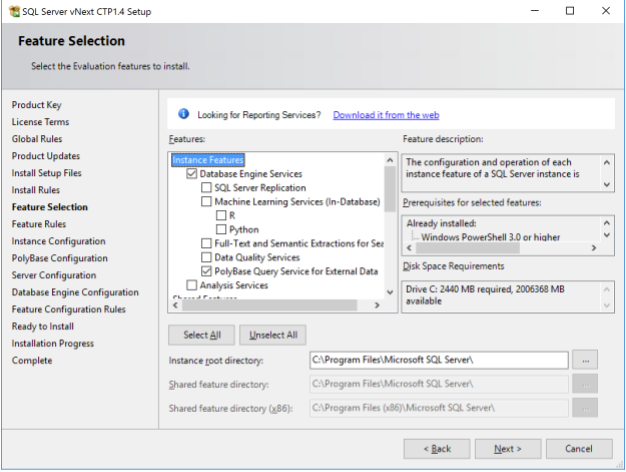 SQL Server vNext CTP1.4 Setup
Feature Selection
Select the Evaluation features to install.
Product Key
License Terms
Global Rules
Product Updates
Install Setup Files
Install Rules
Feature Selection
Feature Rules
Instance Configuration
PolyBase Configuration
Server Configuration
Database Engine Configuration
Feature Configuration Rules
Ready to Install
Installation Progress
Complete
Looking for Reporting Services? Download it from the web
Features:
Instance Features
Database Engine Services
SQL Server Replication
Machine Learning Services (In-Database)
R
Python
Full-Text and Semantic Extractions for Sea
Data Quality Services
PolyBase Query Service for External Data
Analysis Services
Shared Features
Feature description:
The configuration and operation of each
instance feature of a SQL Server instance is
Prerequisites for selected features:
Already installed:
Windows PowerShell 3.0 or higher
Disk Space Requirements
Drive C: 2440 MB required, 2006368 MB
available
Select All
Unselect All
Instance root directory:
C:\Program Files\Microsoft SQL Server\
...
Shared feature directory:
C:\Program Files\Microsoft SQL Server\
...
Shared feature directory (x86):
C:\Program Files (x86)\Microsoft SQL Server\
...
< Back
Next >
Cancel